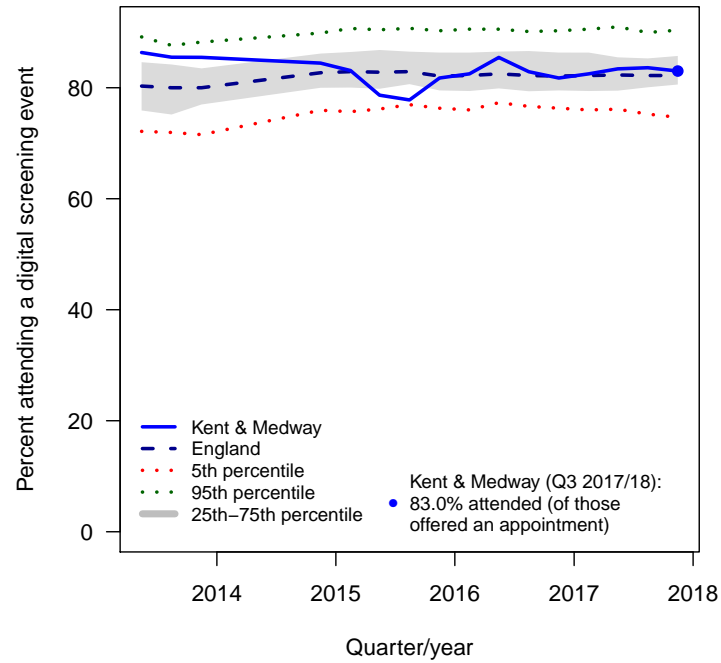 Percent attending a digital screening event
80
60
40
20
0
Kent & Medway
England
5th percentile
95th percentile
25th−75th percentile
Kent & Medway (Q3 2017/18):
83.0% attended (of those
offered an appointment)
2014 2015 2016 2017 2018
Quarter/year